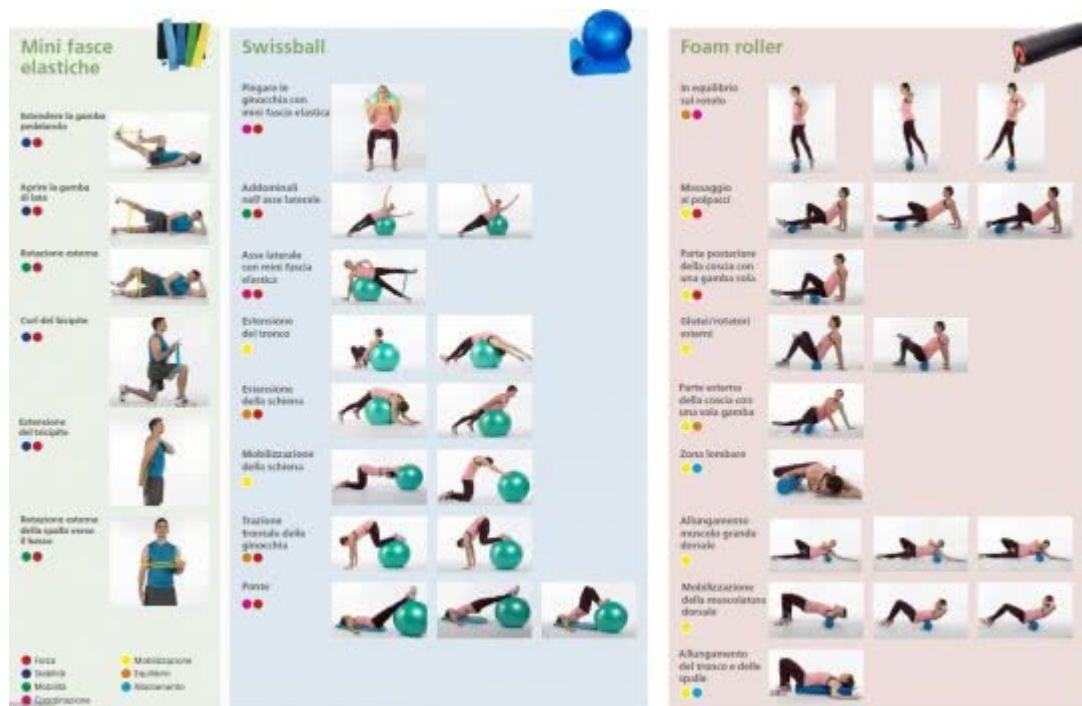 Mini fasce
elastiche
Estendere la gamba
pedalando
Aprire la gamba
di lato
Rotazione esterna
Curl del bicipite
Estensione
del tricipite
Rotazione esterna
della spalla verso
il basso
Forza
Stabilità
Mobilità
Coordinazione
Mobilizzazione
Equilibrio
Rilassamento
Swissball
Piegare le
ginocchia con
mini fascia elastica
Addominali
nell'asse laterale
Asse laterale
con mini fascia
elastica
Estensione
del tronco
Estensione
della schiena
Mobilizzazione
della schiena
Trazione
frontale delle
ginocchia
Ponte
Foam roller
In equilibrio
sul rotolo
Massaggio
ai polpacci
Parte posteriore
della coscia con
una gamba sola
Glutei/rotatori
esterni
Parte esterna
della coscia con
una sola gamba
Zona lombare
Allungamento
muscolo grande
dorsale
Mobilizzazione
della muscolatura
dorsale
Allungamento
del tronco e delle
spalle